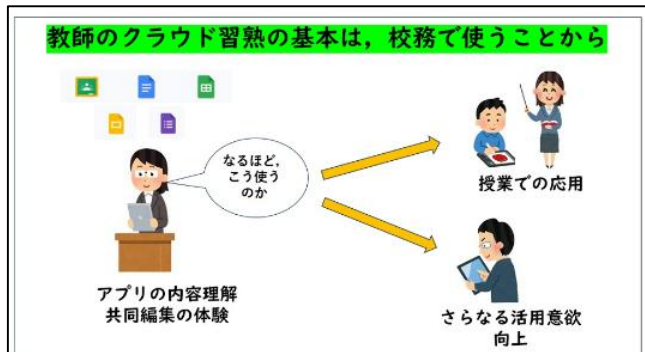 教師のクラウド習熟の基本は，校務で使うことから
なるほど，
こう使う
のか
授業での応用
アプリの内容理解
共同編集の体験
さらなる活用意欲
向上